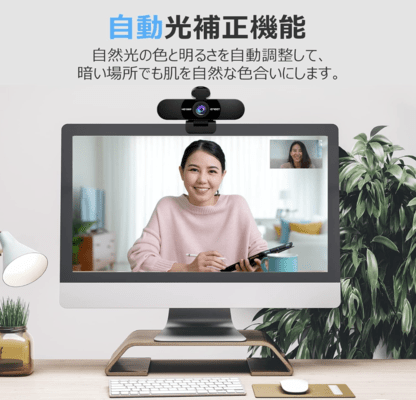 自動光補正機能
自然光の色と明るさを自動調整して、
暗い場所でも肌を自然な色合いにします。